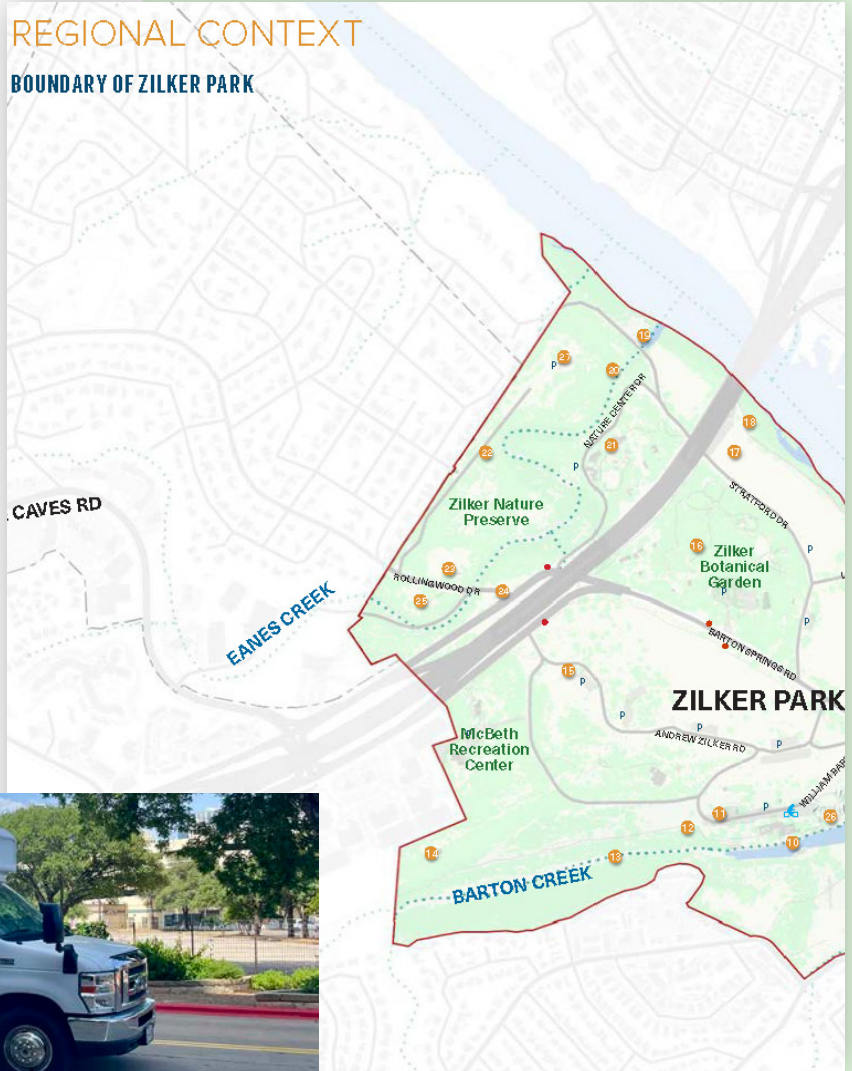 REGIONAL CONTEXT
BOUNDARY OF ZILKER PARK
19
27
P
20
NATURE CENTER DR
18
21
17
22
P
STRATFORD DR
Zilker Nature
Preserve
. CAVES RD
16
Zilker
Botanical
Garden
P
P
23
ROLLINGWOOD DR
24
25
EANES CREEK
P
BARTON SPRINGS RD
15
P
ZILKER PARK
P
P
McBeth
Recreation
Center
ANDREW ZILKER RD
P
WILLIAM BAR
P
11
26
12
10
14
13
BARTON CREEK